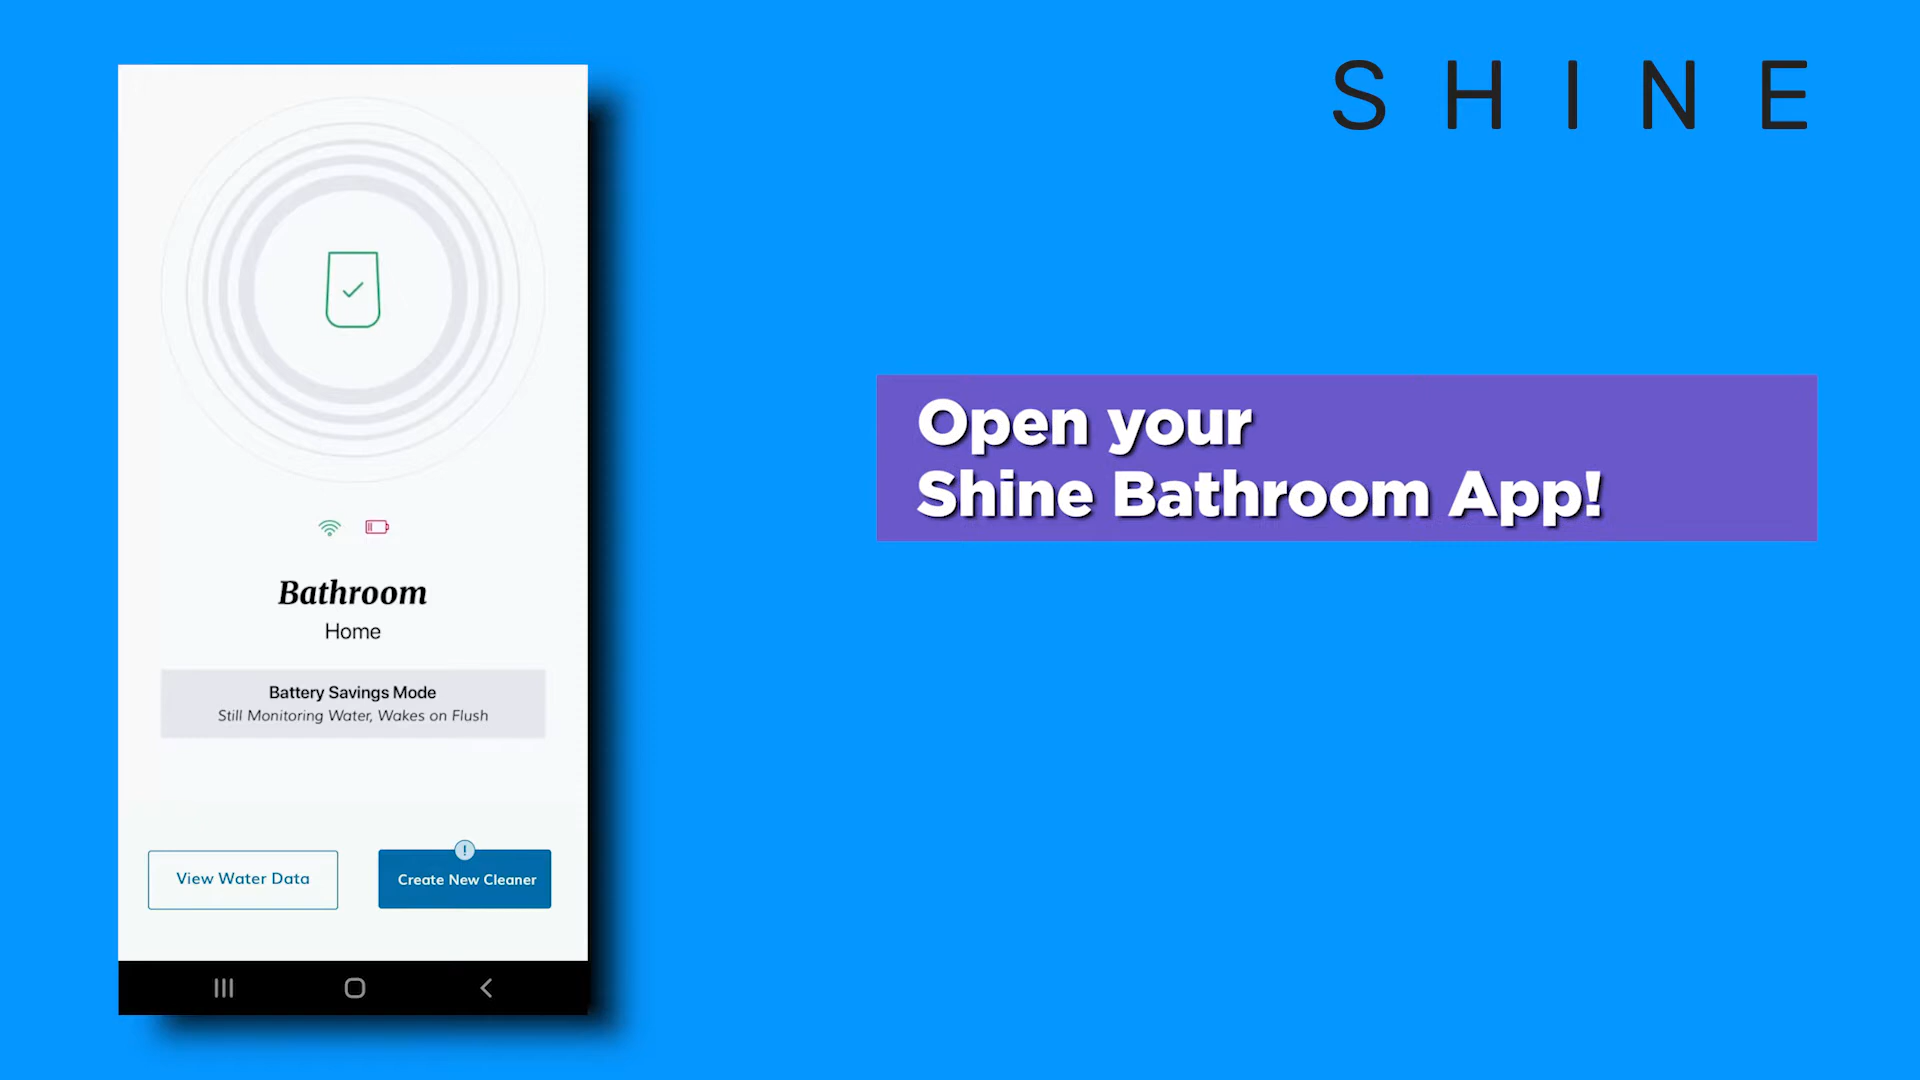 SHINE
Open your
Shine Bathroom App!
Bathroom
Home
Battery Savings Mode
Still Monitoring Water, Wakes on Flush
!
View Water Data
Create New Cleaner